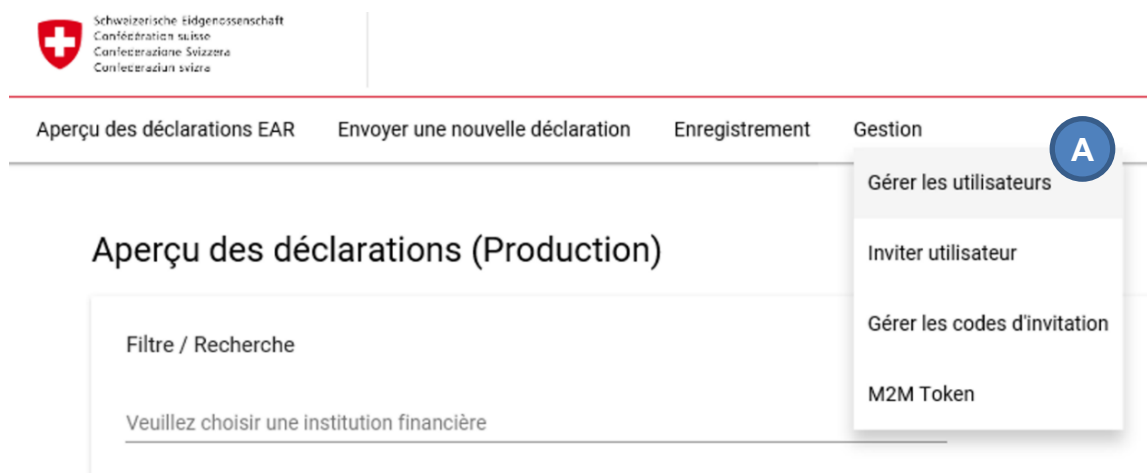 Schweizerische Eidgenossenschaft
Confédération suisse
Confederazione Svizzera
Confederaziun svizra
Aperçu des déclarations EAR Envoyer une nouvelle déclaration Enregistrement Gestion
A
Gérer les utilisateurs
Inviter utilisateur
Gérer les codes d'invitation
M2M Token
Aperçu des déclarations (Production)
Filtre / Recherche
Veuillez choisir une institution financière